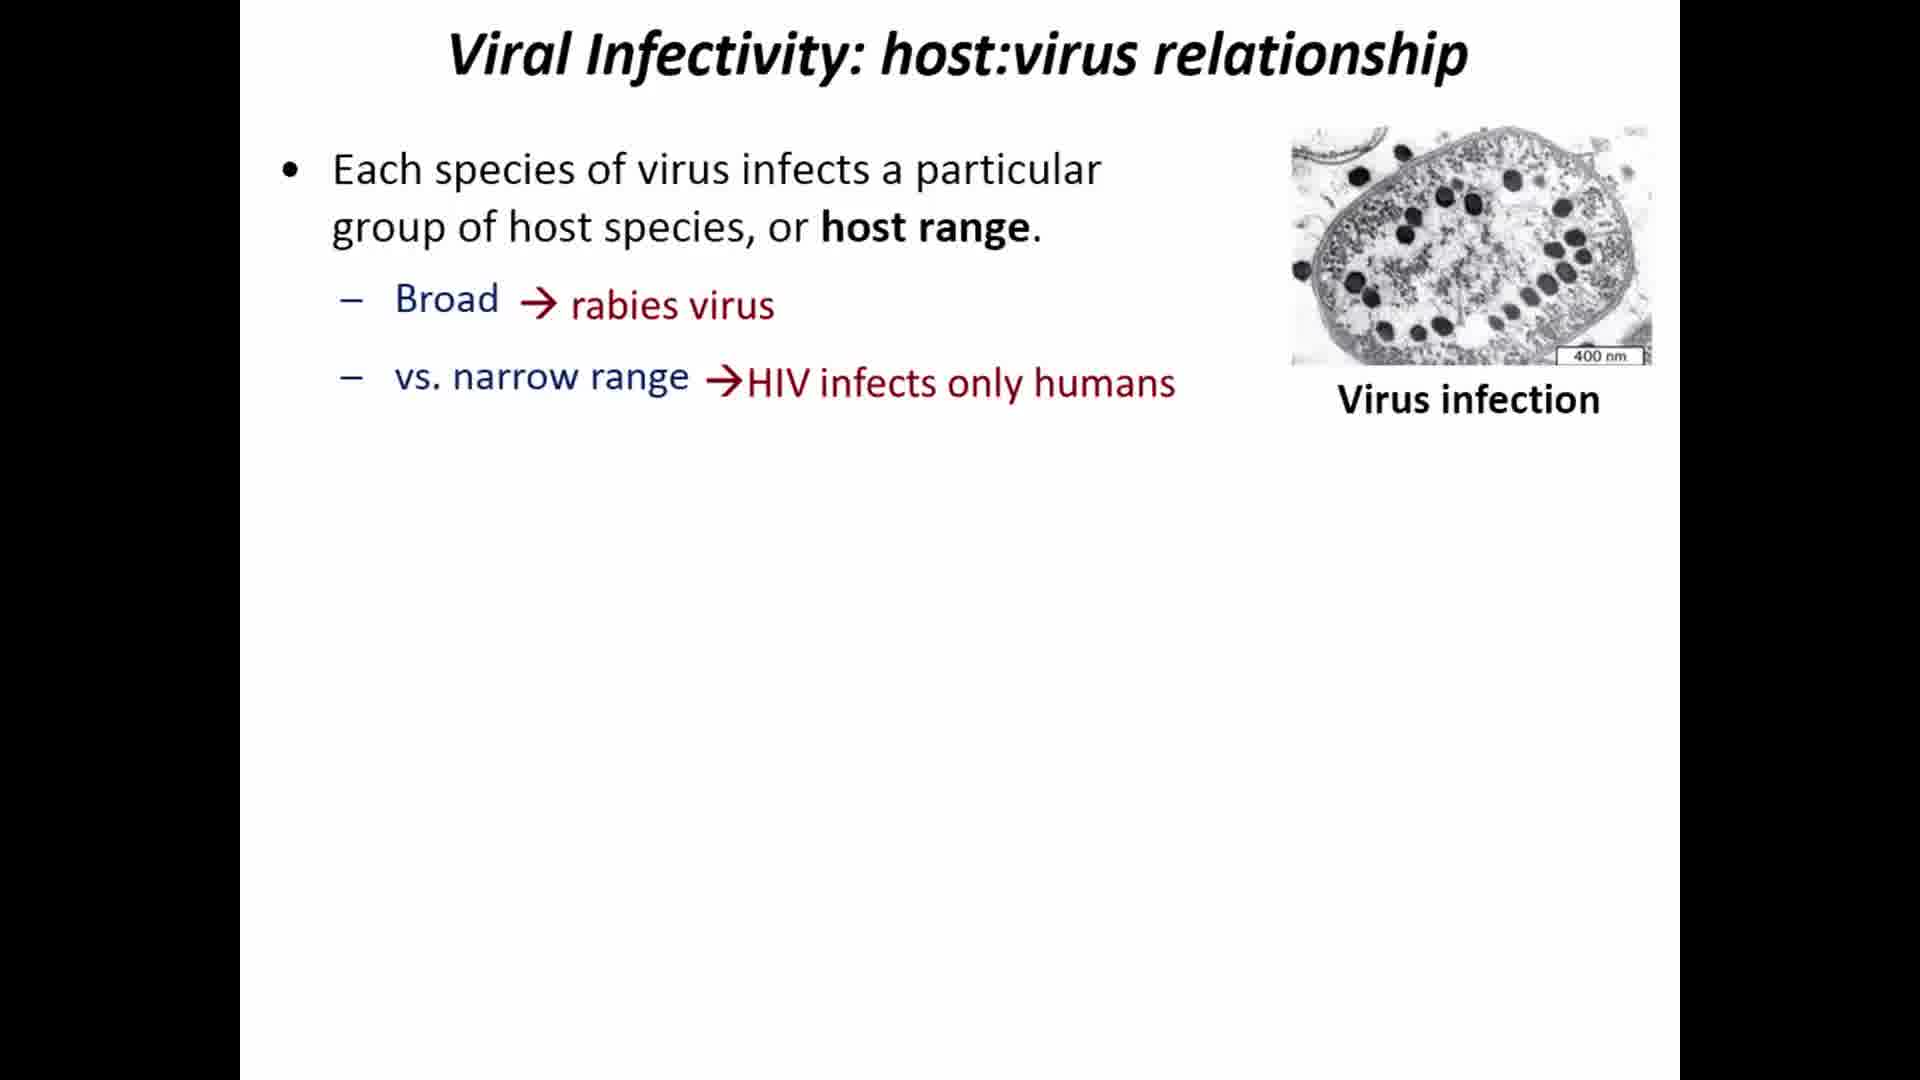 Viral Infectivity: host:virus relationship
• Each species of virus infects a particular
group of host species, or host range.
– Broad → rabies virus
– vs. narrow range →HIV infects only humans
400 nm
Virus infection